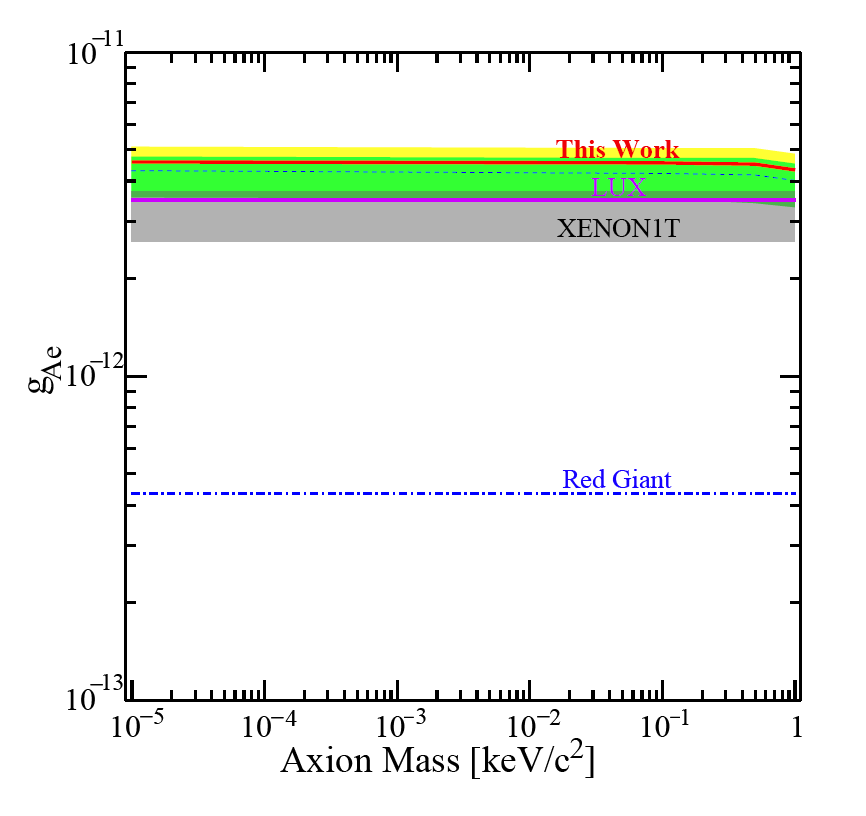 10⁻¹¹
This Work
LUX
XENON1T
g_Ae
10⁻¹²
Red Giant
10⁻¹³
10⁻⁵ 10⁻⁴ 10⁻³ 10⁻² 10⁻¹ 1
Axion Mass [keV/c²]